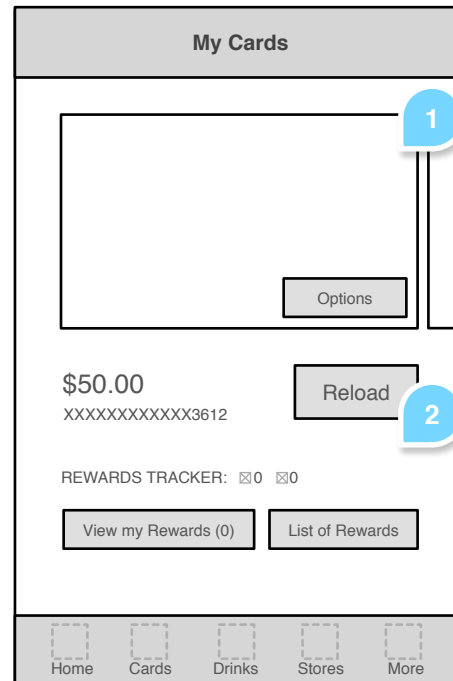 My Cards
1
Options
$50.00
Reload
XXXXXXXXXXXX3612
2
REWARDS TRACKER: ☒0 ☒0
View my Rewards (0) List of Rewards
Home Cards Drinks Stores More